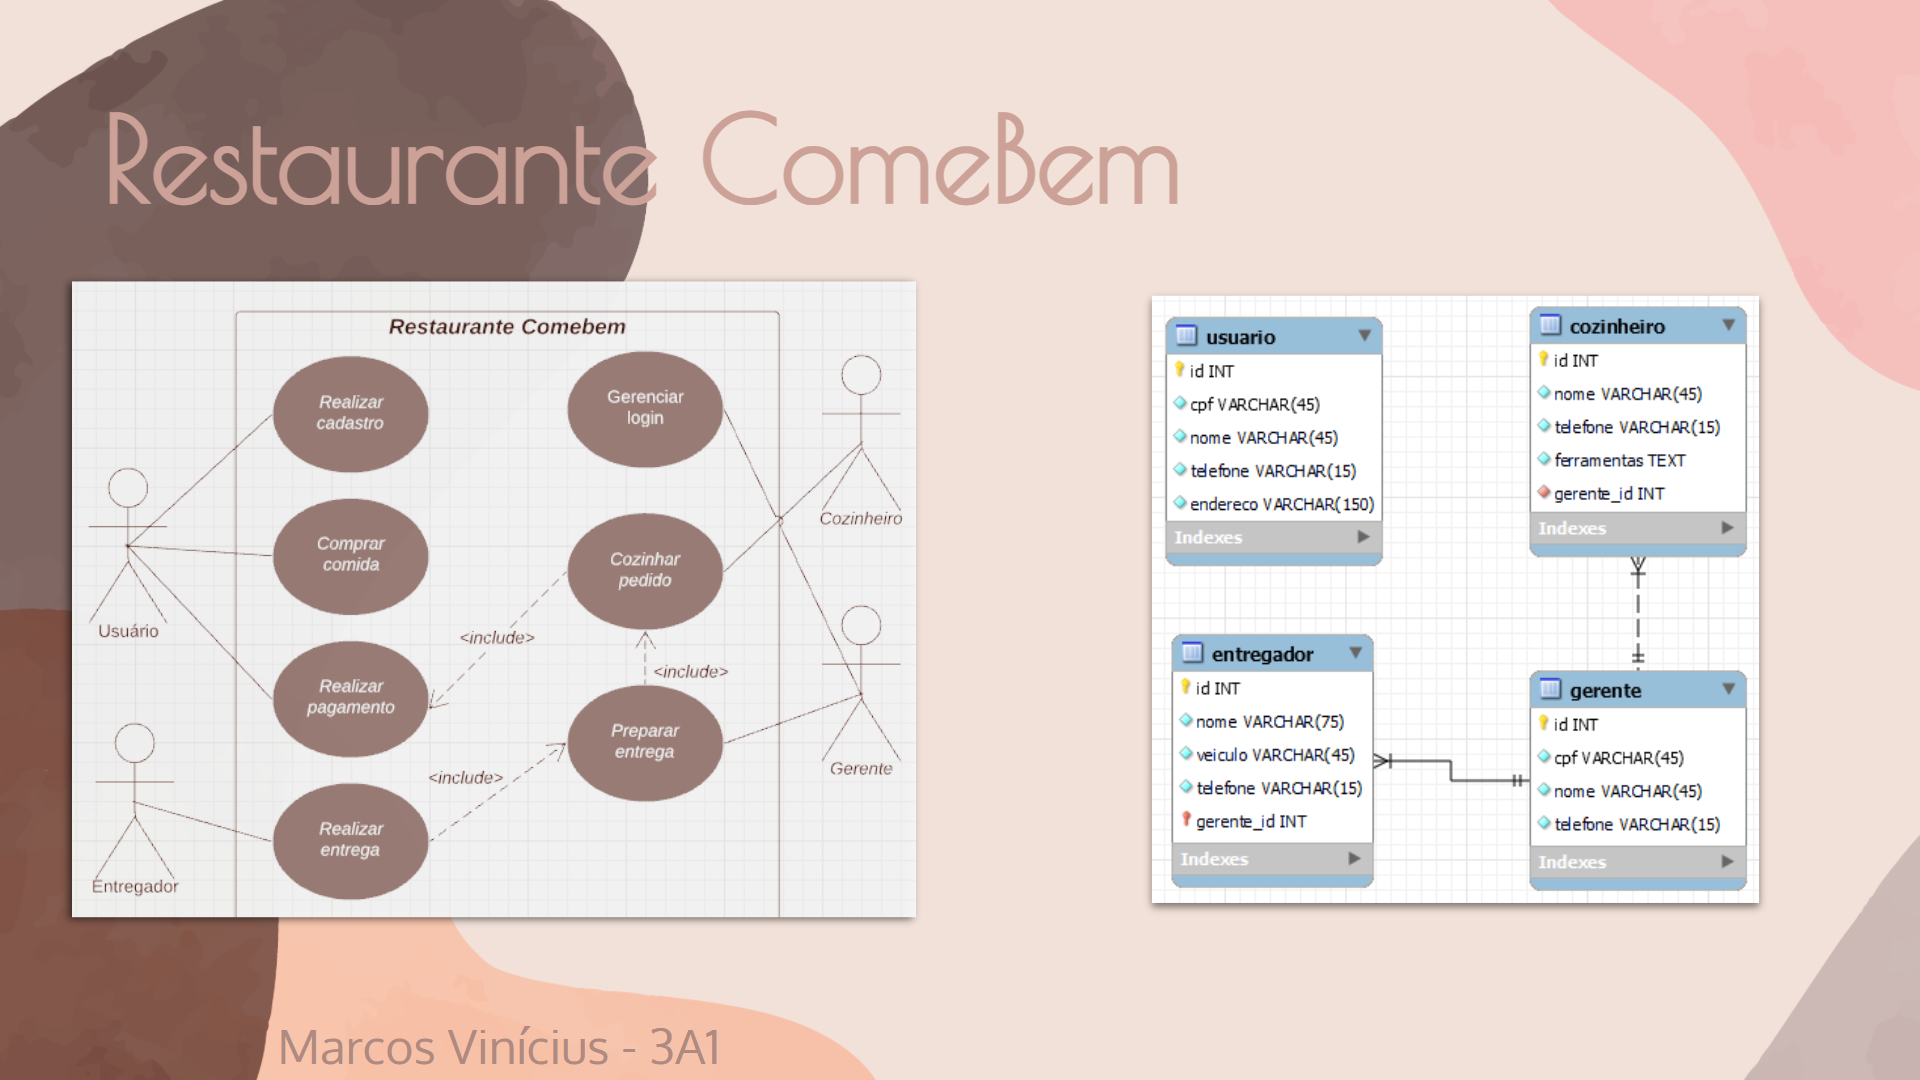 Restaurante ComeBem
Restaurante Comebem
Realizar
cadastro
Gerenciar
login
Comprar
comida
Cozinhar
pedido
Cozinheiro
Usuário
<include>
<include>
Realizar
pagamento
Preparar
entrega
<include>
Gerente
Realizar
entrega
Entregador
usuario
id INT
cpf VARCHAR(45)
nome VARCHAR(45)
telefone VARCHAR(15)
endereco VARCHAR(150)
Indexes
cozinheiro
id INT
nome VARCHAR(45)
telefone VARCHAR(15)
ferramentas TEXT
gerente_id INT
Indexes
entregador
id INT
nome VARCHAR(75)
veiculo VARCHAR(45)
telefone VARCHAR(15)
gerente_id INT
Indexes
gerente
id INT
cpf VARCHAR(45)
nome VARCHAR(45)
telefone VARCHAR(15)
Indexes
Marcos Vinícius - 3A1